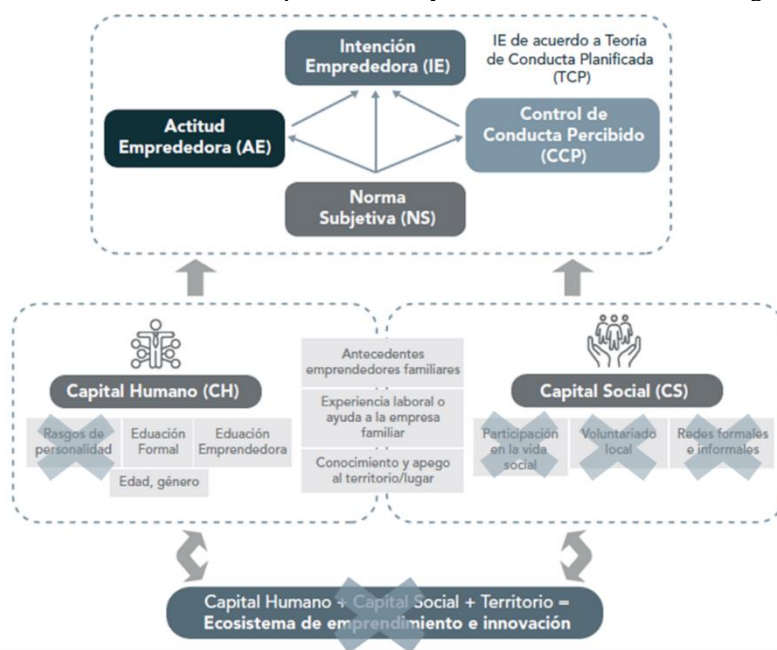 Intención
Emprededora (IE)
IE de acuerdo a Teoría
de Conducta Planificada
(TCP)
Actitud
Emprededora (AE)
Control de
Conducta Percibido
(CCP)
Norma
Subjetiva (NS)
Capital Humano (CH)
Rasgos de
personalidad
Eduación
Formal
Eduación
Emprendedora
Edad, género
Antecedentes
emprendedores familiares
Experiencia laboral o
ayuda a la empresa
familiar
Conocimiento y apego
al territorio/lugar
Capital Social (CS)
Participación
en la vida
social
Voluntariado
local
Redes formales
e informales
Capital Humano + Capital Social + Territorio =
Ecosistema de emprendimiento e innovación